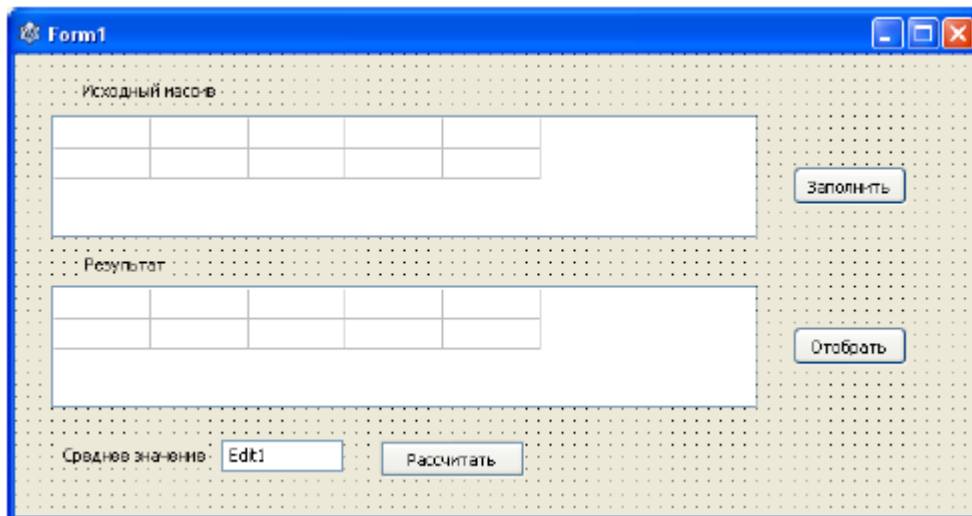 Form1
Исходный массив
Заполнить
Результат
Отобрать
Среднее значение Edit1 Рассчитать